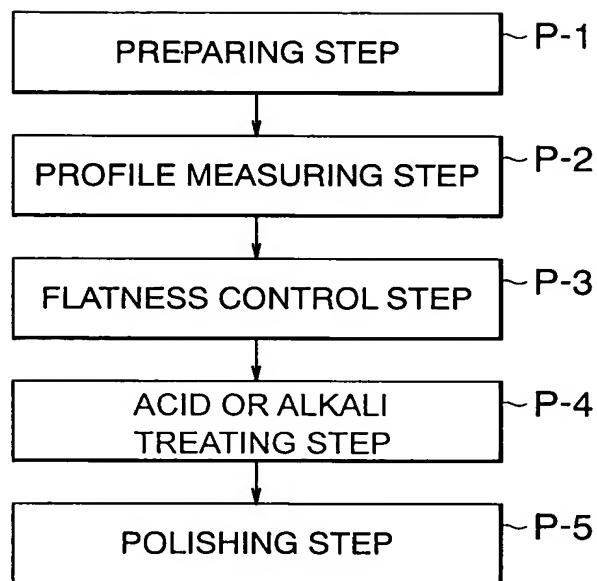 PREPARING STEP
P-1
PROFILE MEASURING STEP
P-2
FLATNESS CONTROL STEP
P-3
ACID OR ALKALI
TREATING STEP
P-4
POLISHING STEP
P-5